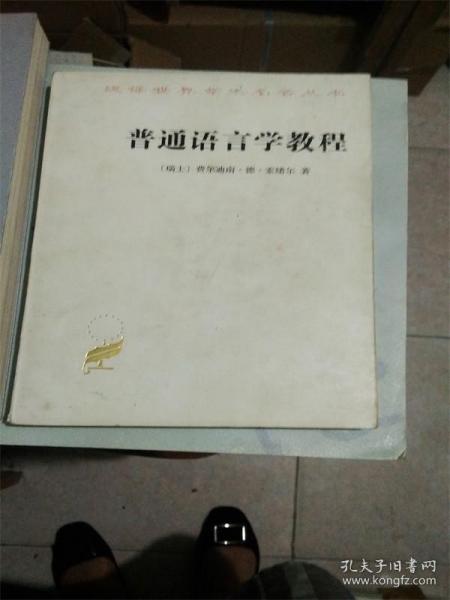 汉译世界学术名著丛书
普通语言学教程
〔瑞士〕费尔迪南·德·索绪尔 著
孔夫子旧书网
www.kongfz.com